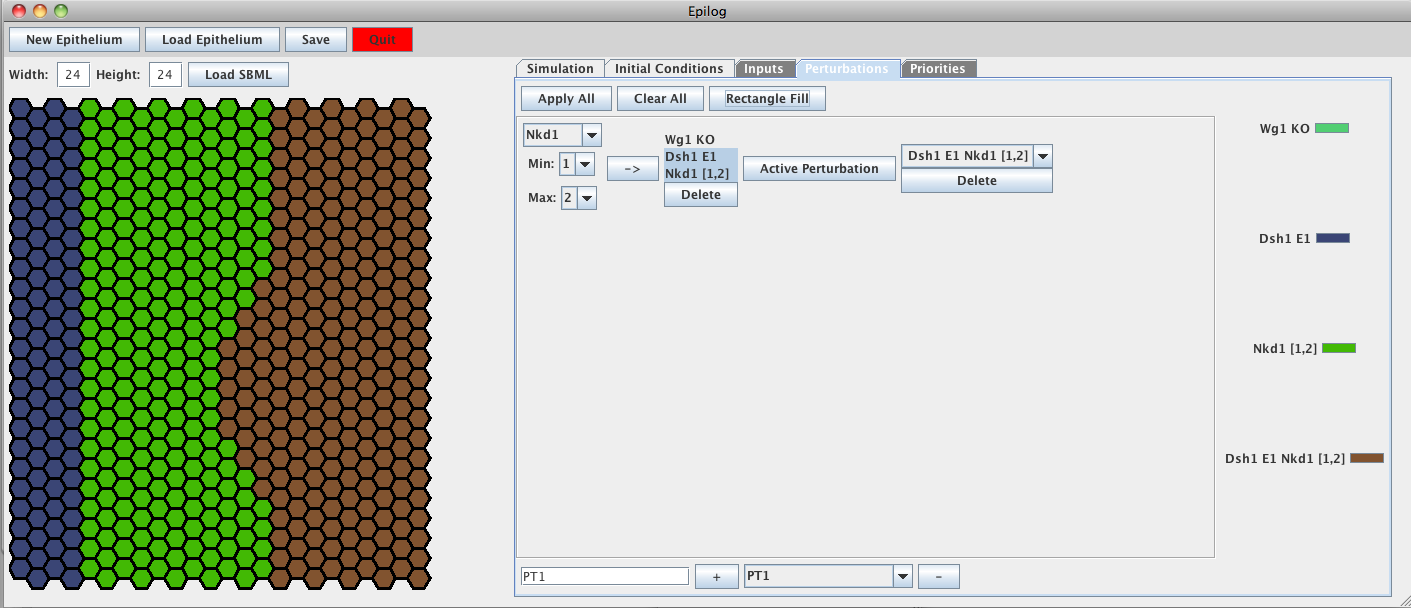 Epilog
New Epithelium Load Epithelium Save Quit
Width: 24 Height: 24 Load SBML
Simulation Initial Conditions Inputs Perturbations Priorities
Apply All Clear All Rectangle Fill
Nkd1
Min: 1
Max: 2
->
Wg1 KO
Dsh1 E1
Nkd1 [1,2]
Delete
Active Perturbation
Dsh1 E1 Nkd1 [1,2]
Delete
Wg1 KO
Dsh1 E1
Nkd1 [1,2]
Dsh1 E1 Nkd1 [1,2]
PT1 + PT1 -